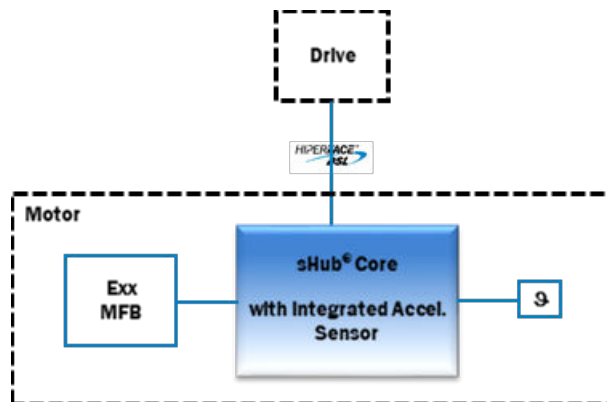 Drive
HIPERFACE
DSL
Motor
sHub® Core
with Integrated Accel.
Sensor
Exx
MFB
ϑ